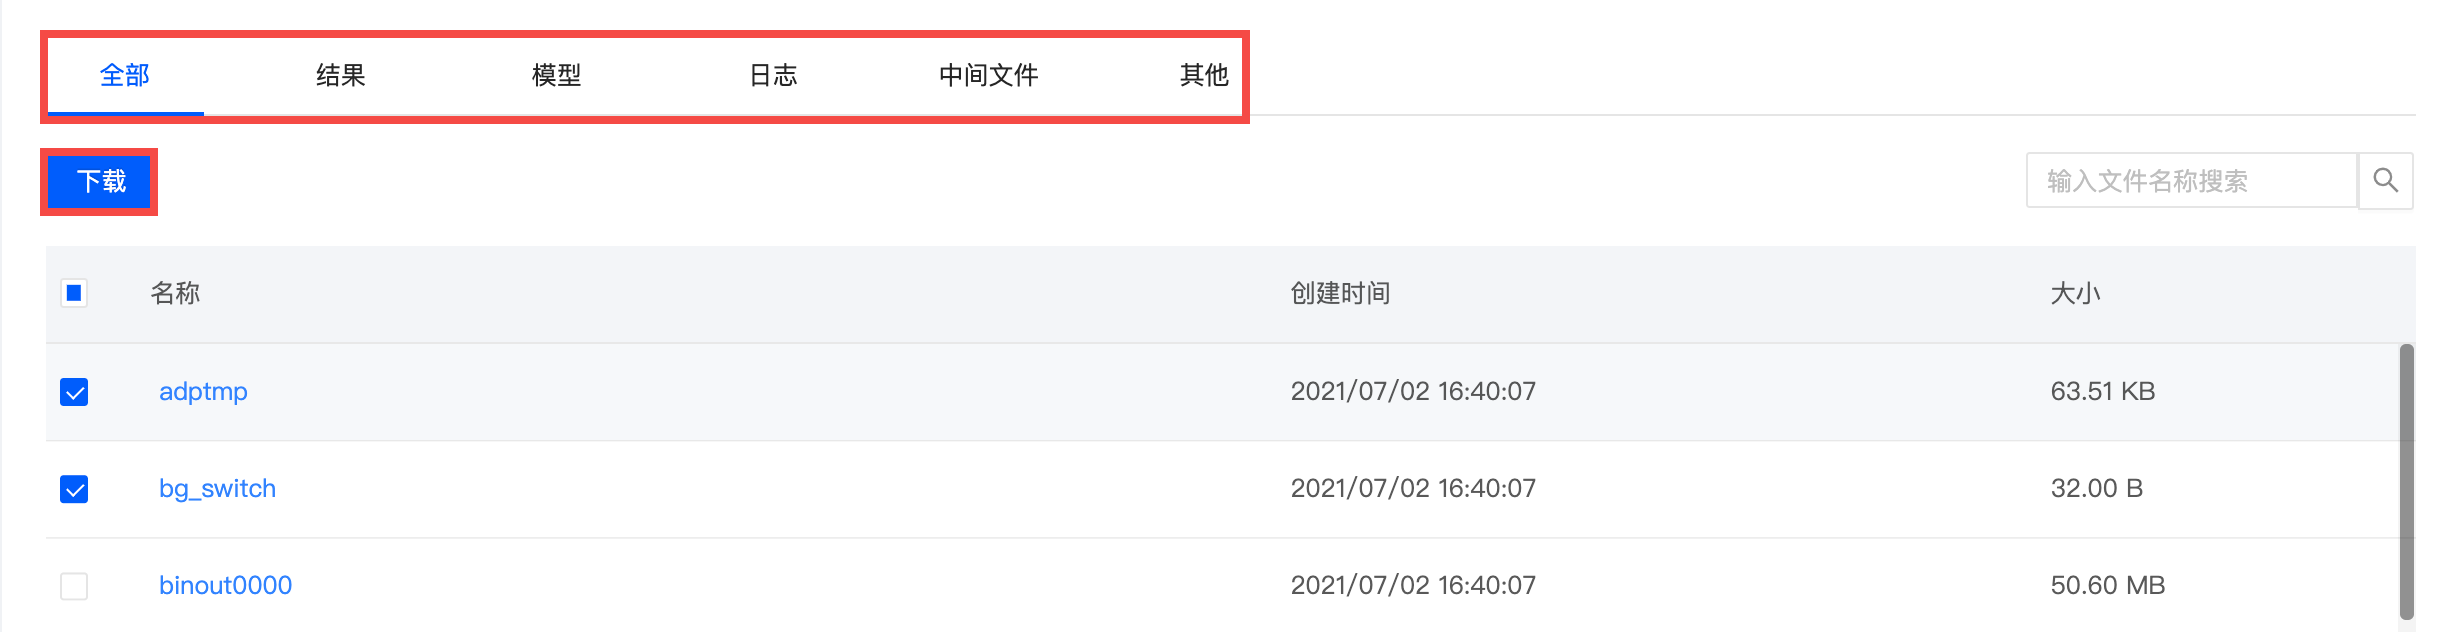 全部 结果 模型 日志 中间文件 其他
下载 输入文件名称搜索
名称 创建时间 大小
adptmp 2021/07/02 16:40:07 63.51 KB
bg_switch 2021/07/02 16:40:07 32.00 B
binout0000 2021/07/02 16:40:07 50.60 MB